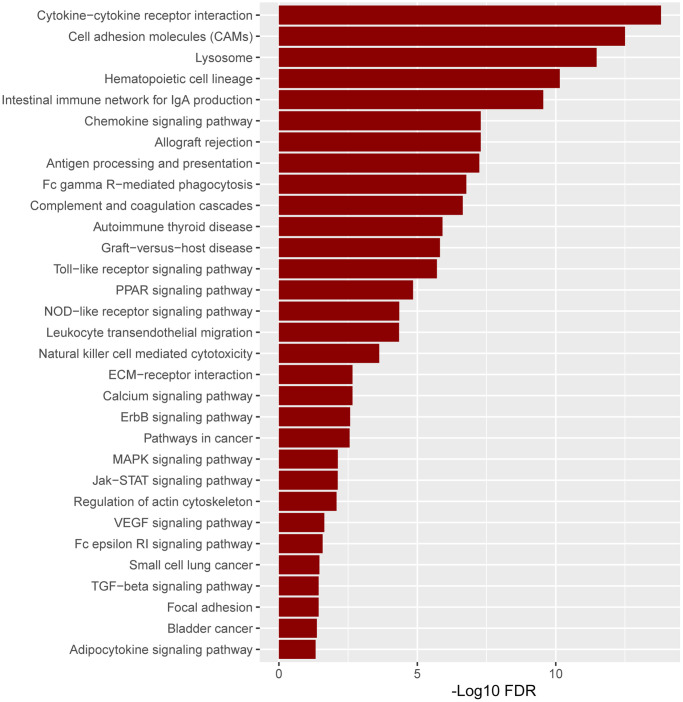 Cytokine−cytokine receptor interaction
Cell adhesion molecules (CAMs)
Lysosome
Hematopoietic cell lineage
Intestinal immune network for IgA production
Chemokine signaling pathway
Allograft rejection
Antigen processing and presentation
Fc gamma R−mediated phagocytosis
Complement and coagulation cascades
Autoimmune thyroid disease
Graft−versus−host disease
Toll−like receptor signaling pathway
PPAR signaling pathway
NOD−like receptor signaling pathway
Leukocyte transendothelial migration
Natural killer cell mediated cytotoxicity
ECM−receptor interaction
Calcium signaling pathway
ErbB signaling pathway
Pathways in cancer
MAPK signaling pathway
Jak−STAT signaling pathway
Regulation of actin cytoskeleton
VEGF signaling pathway
Fc epsilon RI signaling pathway
Small cell lung cancer
TGF−beta signaling pathway
Focal adhesion
Bladder cancer
Adipocytokine signaling pathway
0 5 10
-Log10 FDR